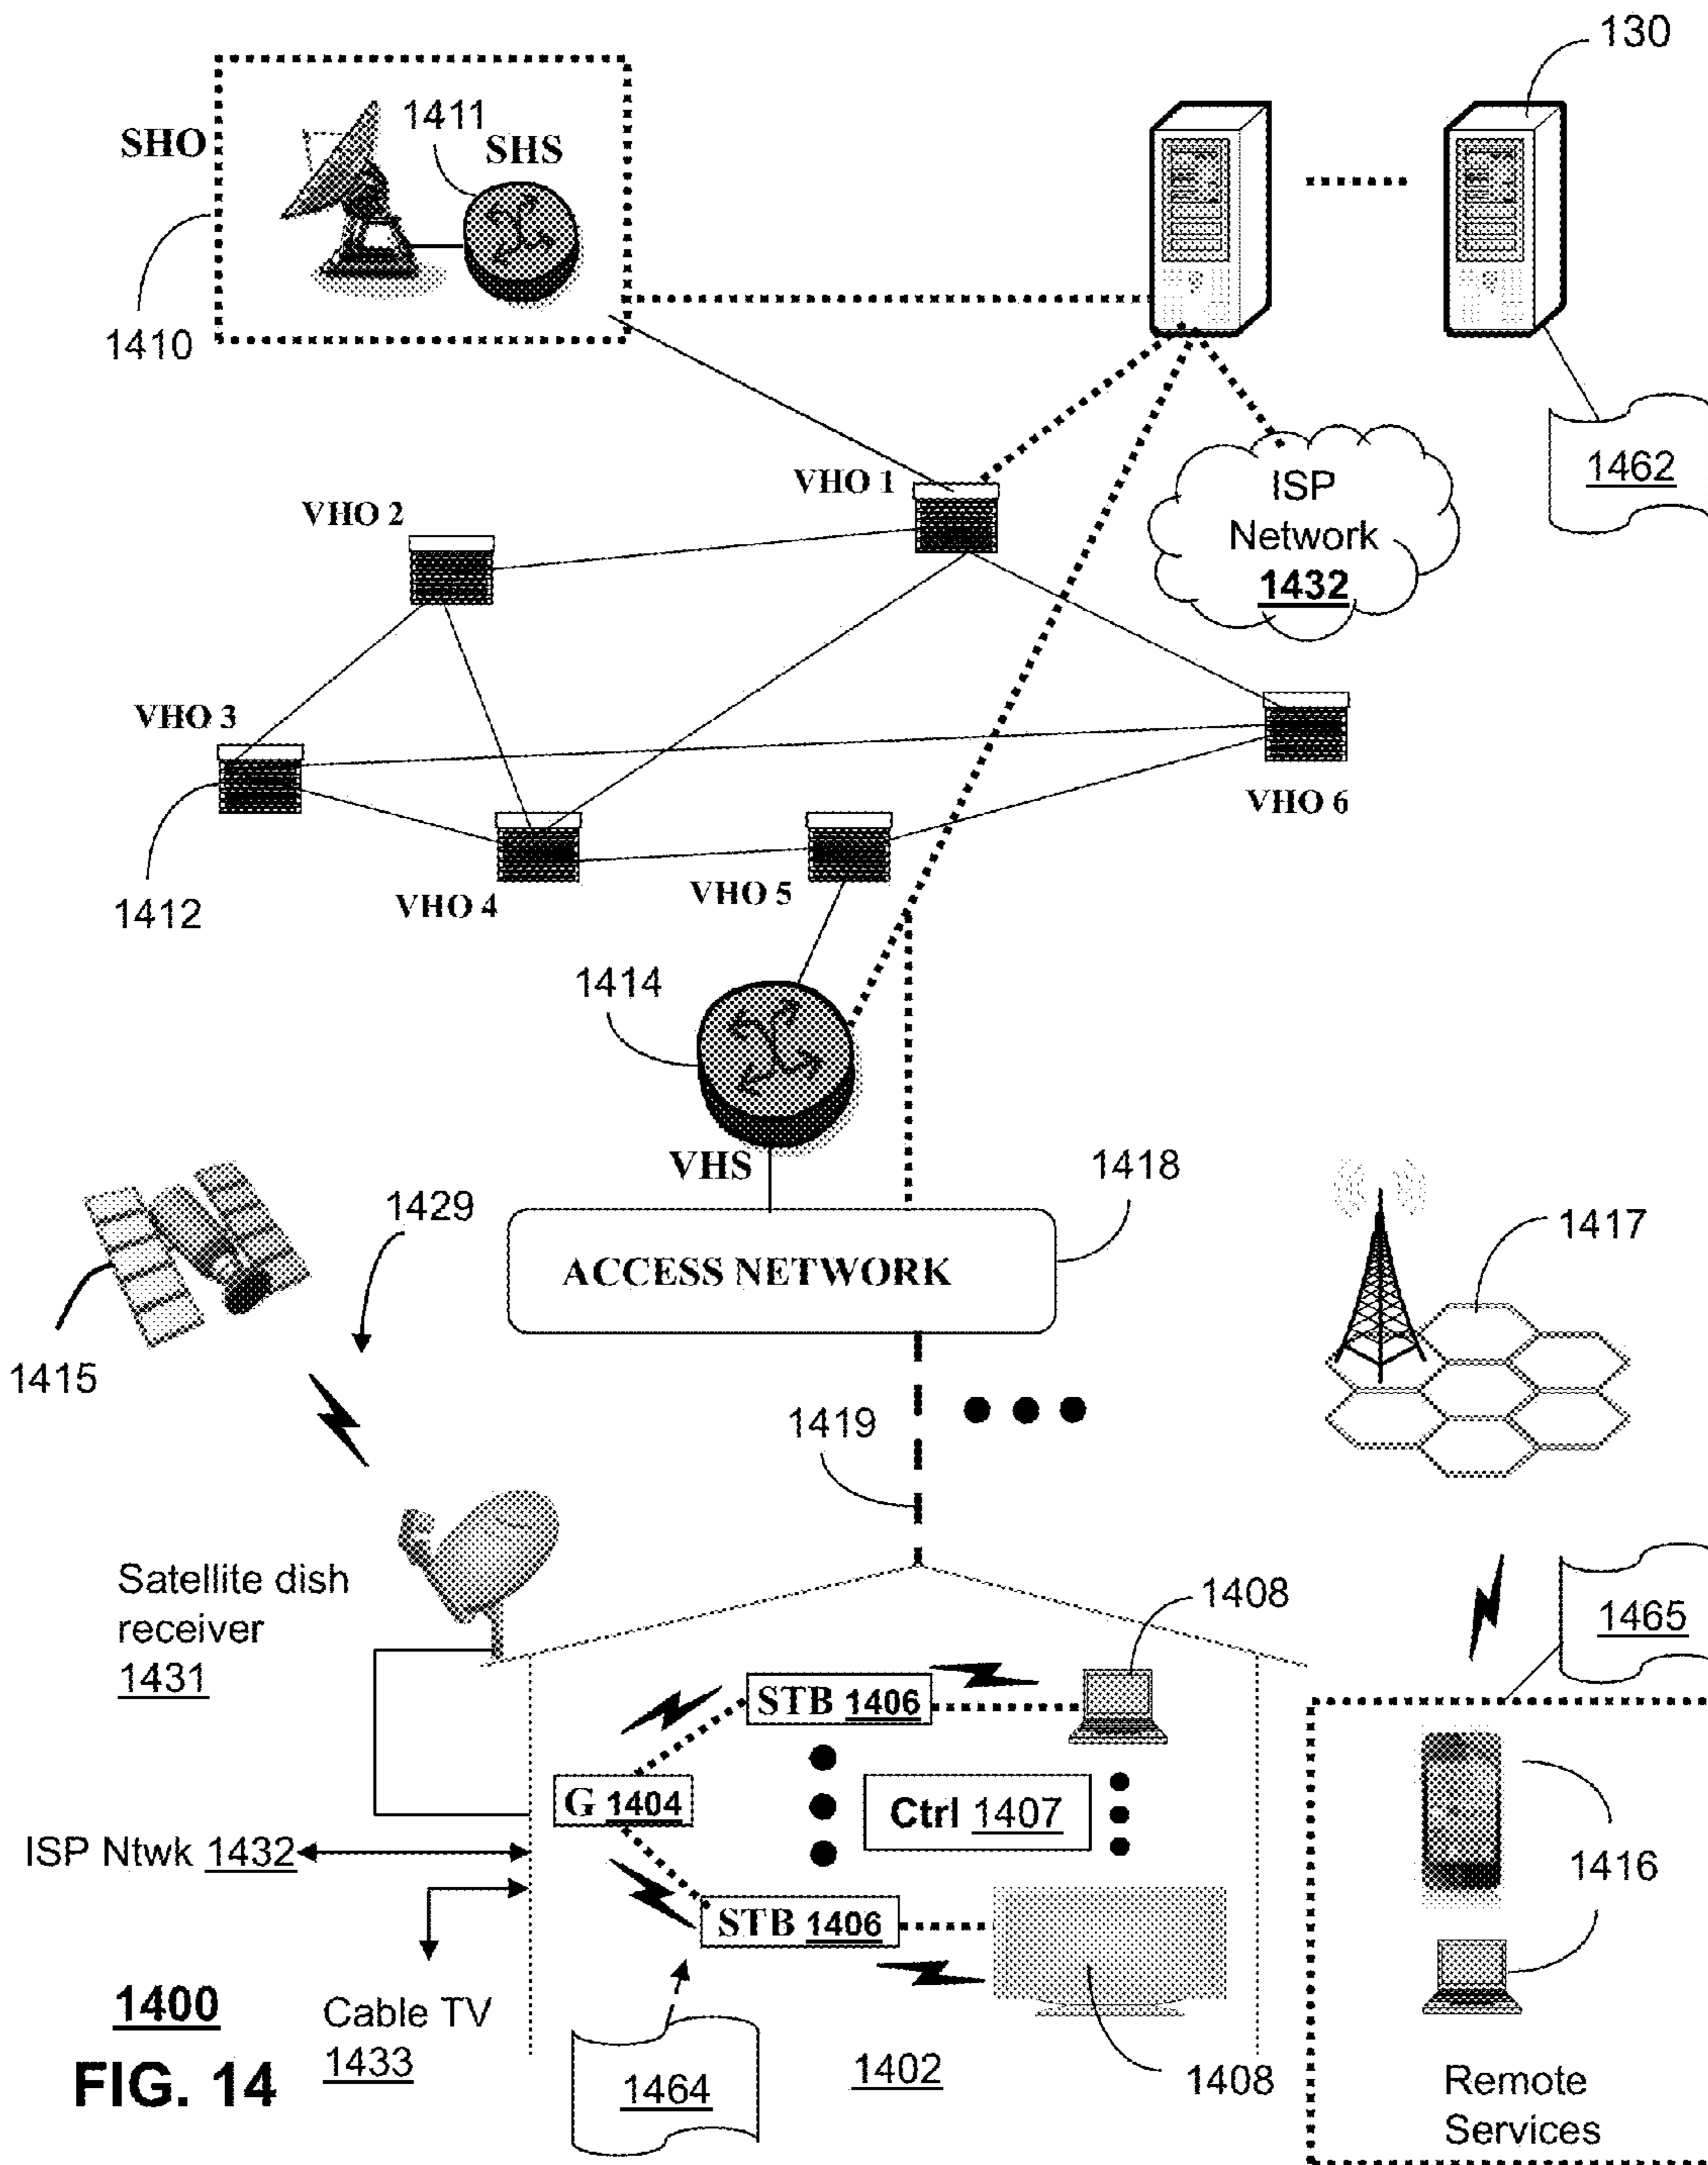 130
1411
SHO
SHS
1410
1462
VHO 1
ISP
Network
1432
VHO 2
VHO 3
VHO 6
VHO 4
VHO 5
1412
1414
VHS
1418
1429
1417
ACCESS NETWORK
1415
1419
Satellite dish
receiver
1431
1408
1465
STB 1406
G 1404
Ctrl 1407
ISP Ntwk 1432
1416
STB 1406
1400
Cable TV
1433
FIG. 14
1464
1402
1408
Remote
Services